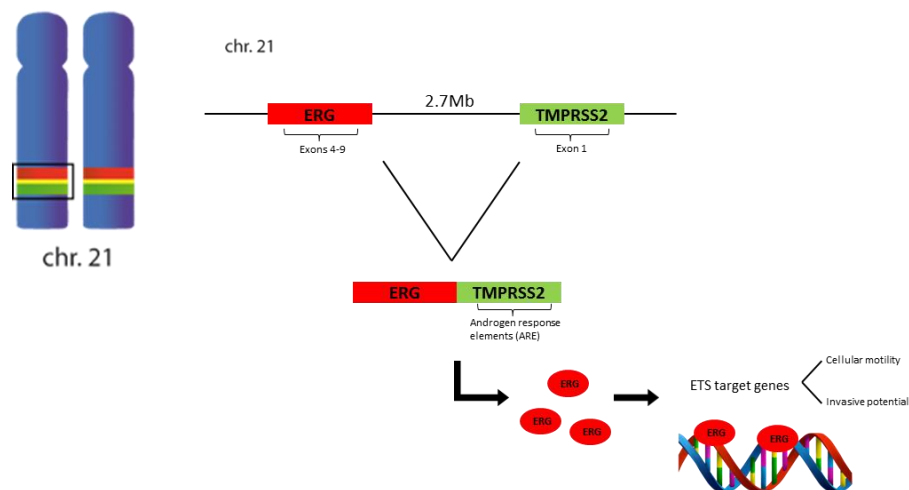 chr. 21
chr. 21
2.7Mb
ERG
TMPRSS2
Exons 4-9
Exon 1
ERG
TMPRSS2
Androgen response
elements (ARE)
ERG
ERG
ERG
ETS target genes
Cellular motility
Invasive potential
ERG
ERG